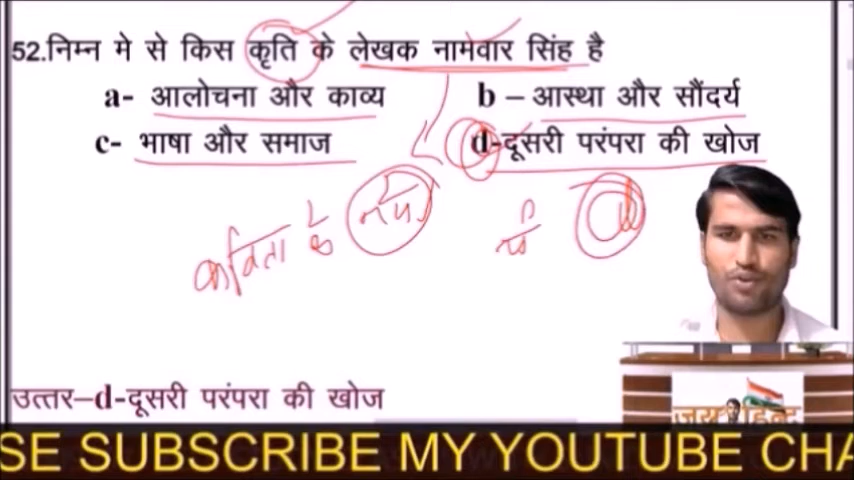 52.निम्न मे से किस कृति के लेखक नामेवार सिंह है
a- आलोचना और काव्य b – आस्था और सौंदर्य
c- भाषा और समाज d-दूसरी परंपरा की खोज
कविता के नए
उत्तर–d-दूसरी परंपरा की खोज
SE SUBSCRIBE MY YOUTUBE CHA